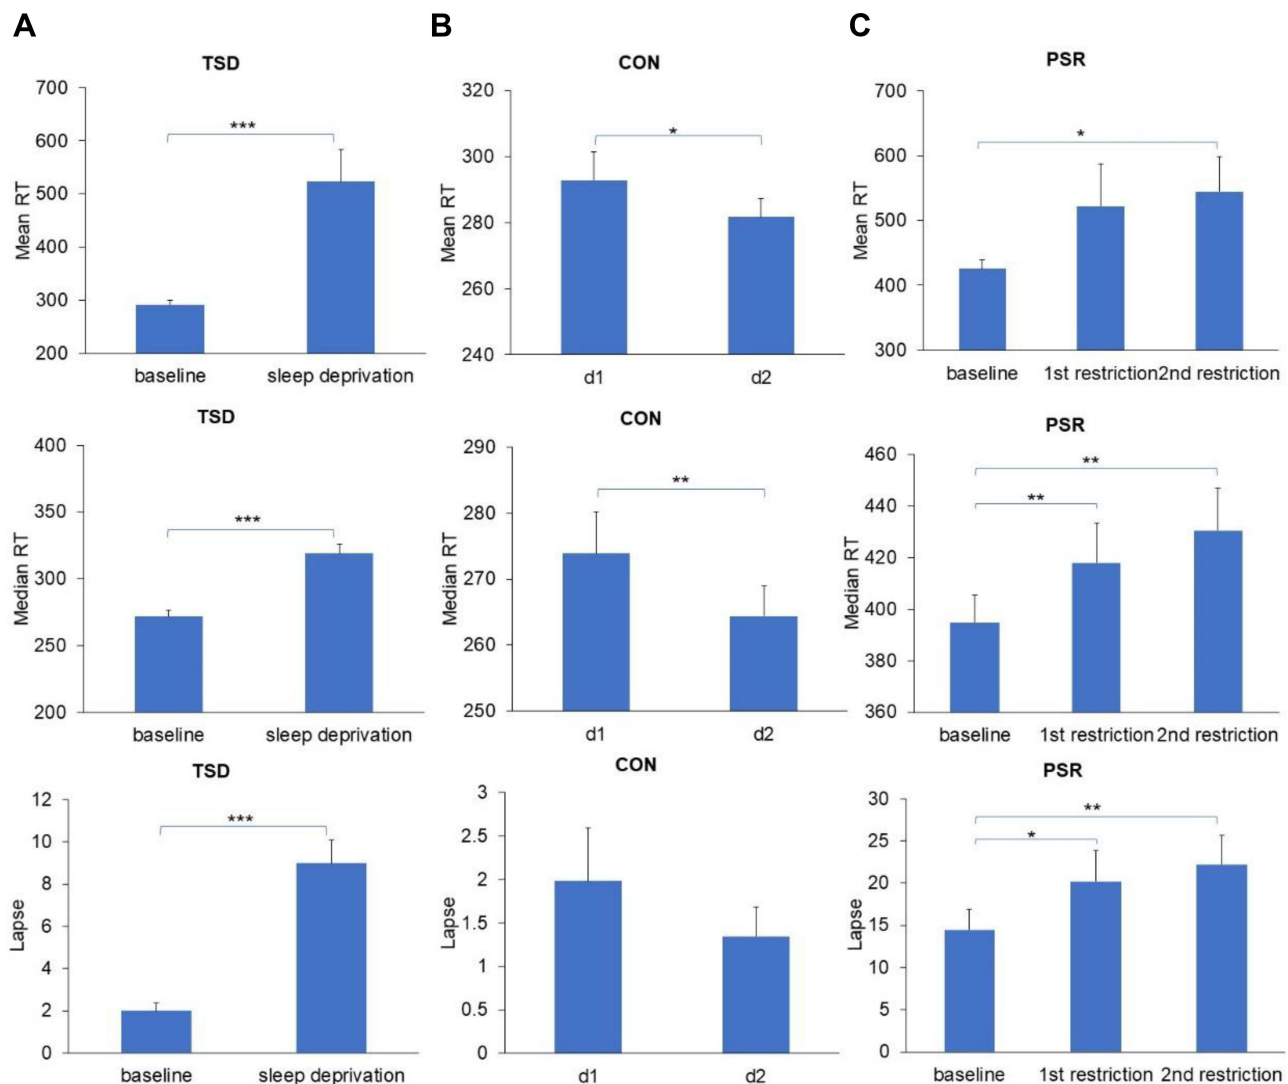 A
B
C
TSD
700
600
500
400
300
200
Mean RT
***
baseline
sleep deprivation
CON
320
300
280
260
240
Mean RT
*
d1
d2
PSR
700
600
500
400
300
Mean RT
*
baseline
1st restriction
2nd restriction
TSD
400
350
300
250
200
Median RT
***
baseline
sleep deprivation
CON
290
280
270
260
250
Median RT
**
d1
d2
PSR
460
440
420
400
380
360
Median RT
**
**
baseline
1st restriction
2nd restriction
TSD
12
10
8
6
4
2
0
Lapse
***
baseline
sleep deprivation
CON
3
2.5
2
1.5
1
0.5
0
Lapse
d1
d2
PSR
30
25
20
15
10
5
0
Lapse
**
*
baseline
1st restriction
2nd restriction